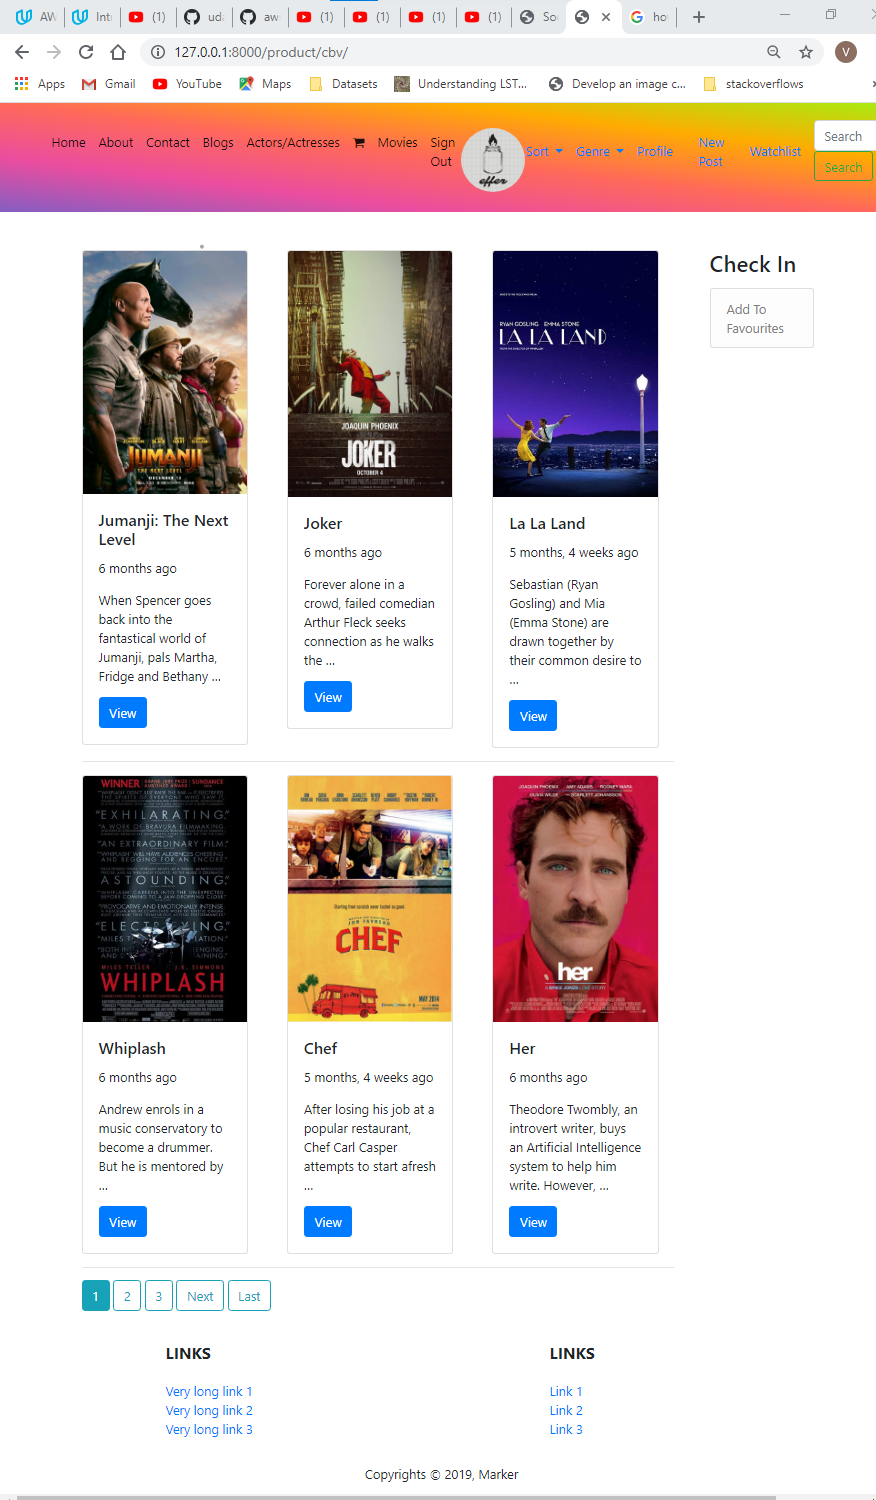 AW
Int
(1)
ud
aw
(1)
(1)
(1)
(1)
So
ho
127.0.0.1:8000/product/cbv/
V
Apps
Gmail
YouTube
Maps
Datasets
Understanding LST...
Develop an image c...
stackoverflows
Home
About
Contact
Blogs
Actors/Actresses
Movies
Sign
Out
effer
Sort
Genre
Profile
New
Post
Watchlist
Search
Search
Check In
Add To
Favourites
JUMANJI
THE NEXT LEVEL
JOAQUIN PHOENIX
JOKER
OCTOBER 4
RYAN GOSLING EMMA STONE
LA LA LAND
Jumanji: The Next
Level
6 months ago
When Spencer goes
back into the
fantastical world of
Jumanji, pals Martha,
Fridge and Bethany ...
View
Joker
6 months ago
Forever alone in a
crowd, failed comedian
Arthur Fleck seeks
connection as he walks
the ...
View
La La Land
5 months, 4 weeks ago
Sebastian (Ryan
Gosling) and Mia
(Emma Stone) are
drawn together by
their common desire to
...
View
WINNER
"EXHILARATING."
"AN EXTRAORDINARY FILM."
ASTOUNDING."
MILES TELLER J.K. SIMMONS
WHIPLASH
CHEF
MAY 2014
JOAQUIN PHOENIX AMY ADAMS ROONEY MARA
OLIVIA WILDE SCARLETT JOHANSSON
her
A SPIKE JONZE LOVE STORY
Whiplash
6 months ago
Andrew enrols in a
music conservatory to
become a drummer.
But he is mentored by
...
View
Chef
5 months, 4 weeks ago
After losing his job at a
popular restaurant,
Chef Carl Casper
attempts to start afresh
...
View
Her
6 months ago
Theodore Twombly, an
introvert writer, buys
an Artificial Intelligence
system to help him
write. However, ...
View
1
2
3
Next
Last
LINKS
Very long link 1
Very long link 2
Very long link 3
LINKS
Link 1
Link 2
Link 3
Copyrights © 2019, Marker